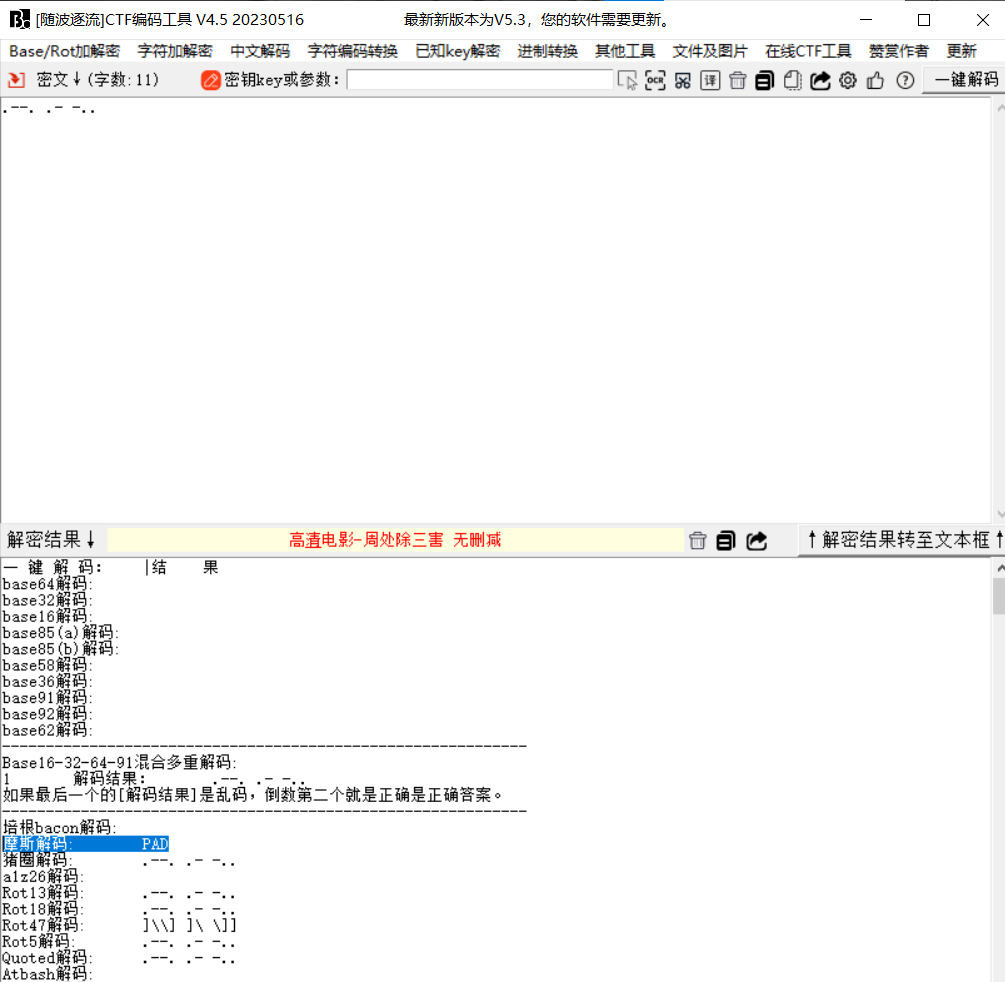 [随波逐流]CTF编码工具 V4.5 20230516 最新新版本为V5.3，您的软件需要更新。
Base/Rot加解密 字符加解密 中文解码 字符编码转换 已知key解密 进制转换 其他工具 文件及图片 在线CTF工具 赞赏作者 更新
密文↓(字数:11) 密钥key或参数: OCR 译 一键解码
.--. .- -..
解密结果↓ 高清电影-周处除三害 无删减 ↑解密结果转至文本框↑
一 键 解 码: |结 果
base64解码:
base32解码:
base16解码:
base85(a)解码:
base85(b)解码:
base58解码:
base36解码:
base91解码:
base92解码:
base62解码:
------------------------------------------------------------
Base16-32-64-91混合多重解码:
1 解码结果: .--. .- -..
如果最后一个的[解码结果]是乱码，倒数第二个就是正确是正确答案。
------------------------------------------------------------
培根bacon解码:
摩斯解码: PAD
猪圈解码: .--. .- -..
a1z26解码:
Rot13解码: .--. .- -..
Rot18解码: .--. .- -..
Rot47解码: ]\\] ]\ \]]
Rot5解码: .--. .- -..
Quoted解码: .--. .- -..
Atbash解码: